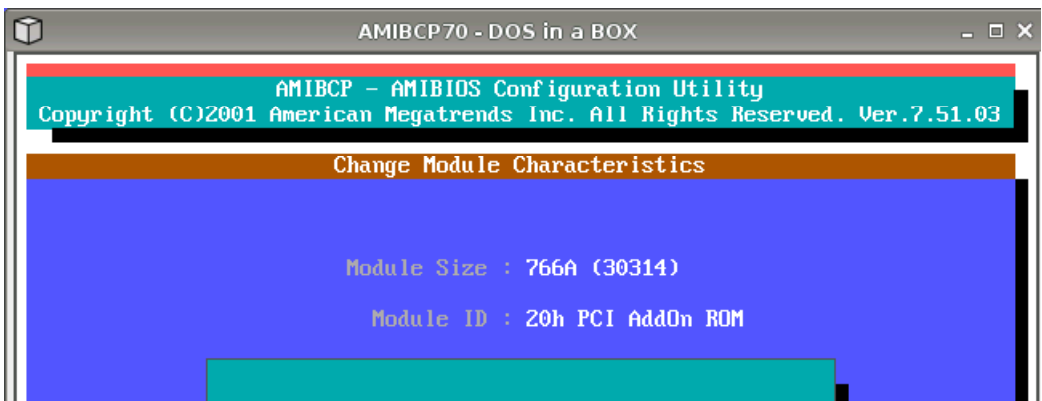 AMIBCP70 - DOS in a BOX
AMIBCP - AMIBIOS Configuration Utility
Copyright (C)2001 American Megatrends Inc. All Rights Reserved. Ver.7.51.03
Change Module Characteristics
Module Size : 766A (30314)
Module ID : 20h PCI AddOn ROM